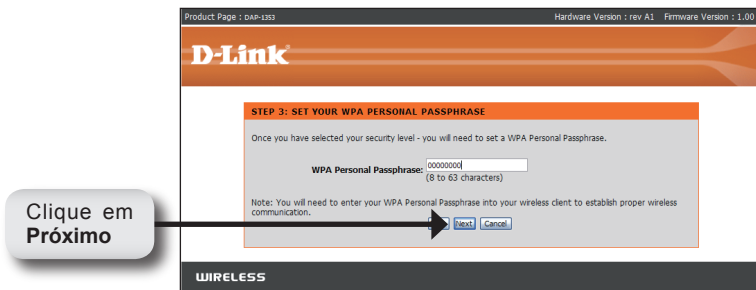 Product Page : DAP-1353 Hardware Version : rev A1 Firmware Version : 1.00
D-Link
STEP 3: SET YOUR WPA PERSONAL PASSPHRASE
Once you have selected your security level - you will need to set a WPA Personal Passphrase.
WPA Personal Passphrase: 00000000
(8 to 63 characters)
Note: You will need to enter your WPA Personal Passphrase into your wireless client to establish proper wireless
communication.
Next Cancel
Clique em
Próximo
WIRELESS